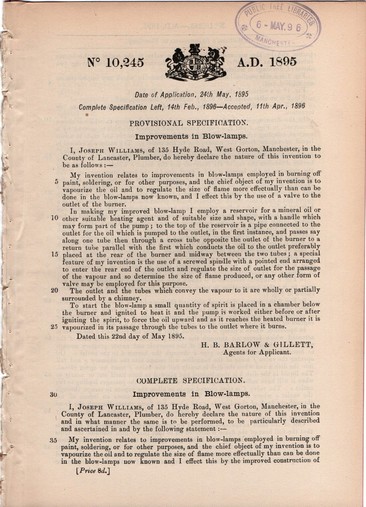 PUBLIC FREE LIBRARIES
6-MAY.96
MANCHESTER
Nº 10,245 A.D. 1895
Date of Application, 24th May, 1895
Complete Specification Left, 14th Feb., 1896—Accepted, 11th Apr., 1896
PROVISIONAL SPECIFICATION.
Improvements in Blow-lamps.
I, JOSEPH WILLIAMS, of 135 Hyde Road, West Gorton, Manchester, in the
County of Lancaster, Plumber, do hereby declare the nature of this invention to
be as follows:—
My invention relates to improvements in blow-lamps employed in burning off
5 paint, soldering, or for other purposes, and the chief object of my invention is to
vapourize the oil and to regulate the size of flame more effectually than can be
done in the blow-lamps now known, and I effect this by the use of a valve to the
outlet of the burner.
In making my improved blow-lamp I employ a reservoir for a mineral oil or
10 other suitable heating agent and of suitable size and shape, with a handle which
may form part of the pump; to the top of the reservoir is a pipe connected to the
outlet for the oil which is pumped to the outlet, in the first instance, and passes say
along one tube then through a cross tube opposite the outlet of the burner to a
return tube parallel with the first which conducts the oil to the outlet preferably
15 placed at the rear of the burner and midway between the two tubes; a special
feature of my invention is the use of a screwed spindle with a pointed end arranged
to enter the rear end of the outlet and regulate the size of outlet for the passage
of the vapour and so determine the size of flame produced, or any other form of
valve may be employed for this purpose.
20 The outlet and the tubes which convey the vapour to it are wholly or partially
surrounded by a chimney.
To start the blow-lamp a small quantity of spirit is placed in a chamber below
the burner and ignited to heat it and the pump is worked either before or after
igniting the spirit, to force the oil upward and as it reaches the heated burner it is
25 vapourized in its passage through the tubes to the outlet where it burns.
Dated this 22nd day of May 1895.
H. B. BARLOW & GILLETT,
Agents for Applicant.
COMPLETE SPECIFICATION.
30 Improvements in Blow-lamps.
I, JOSEPH WILLIAMS, of 135 Hyde Road, West Gorton, Manchester, in the
County of Lancaster, Plumber, do hereby declare the nature of this invention
and in what manner the same is to be performed, to be particularly described
and ascertained in and by the following statement:—
35 My invention relates to improvements in blow-lamps employed in burning off
paint, soldering, or for other purposes, and the chief object of my invention is to
vapourize the oil and to regulate the size of flame more effectually than can be done
in the blow-lamps now known and I effect this by the improved construction of
[Price 8d.]